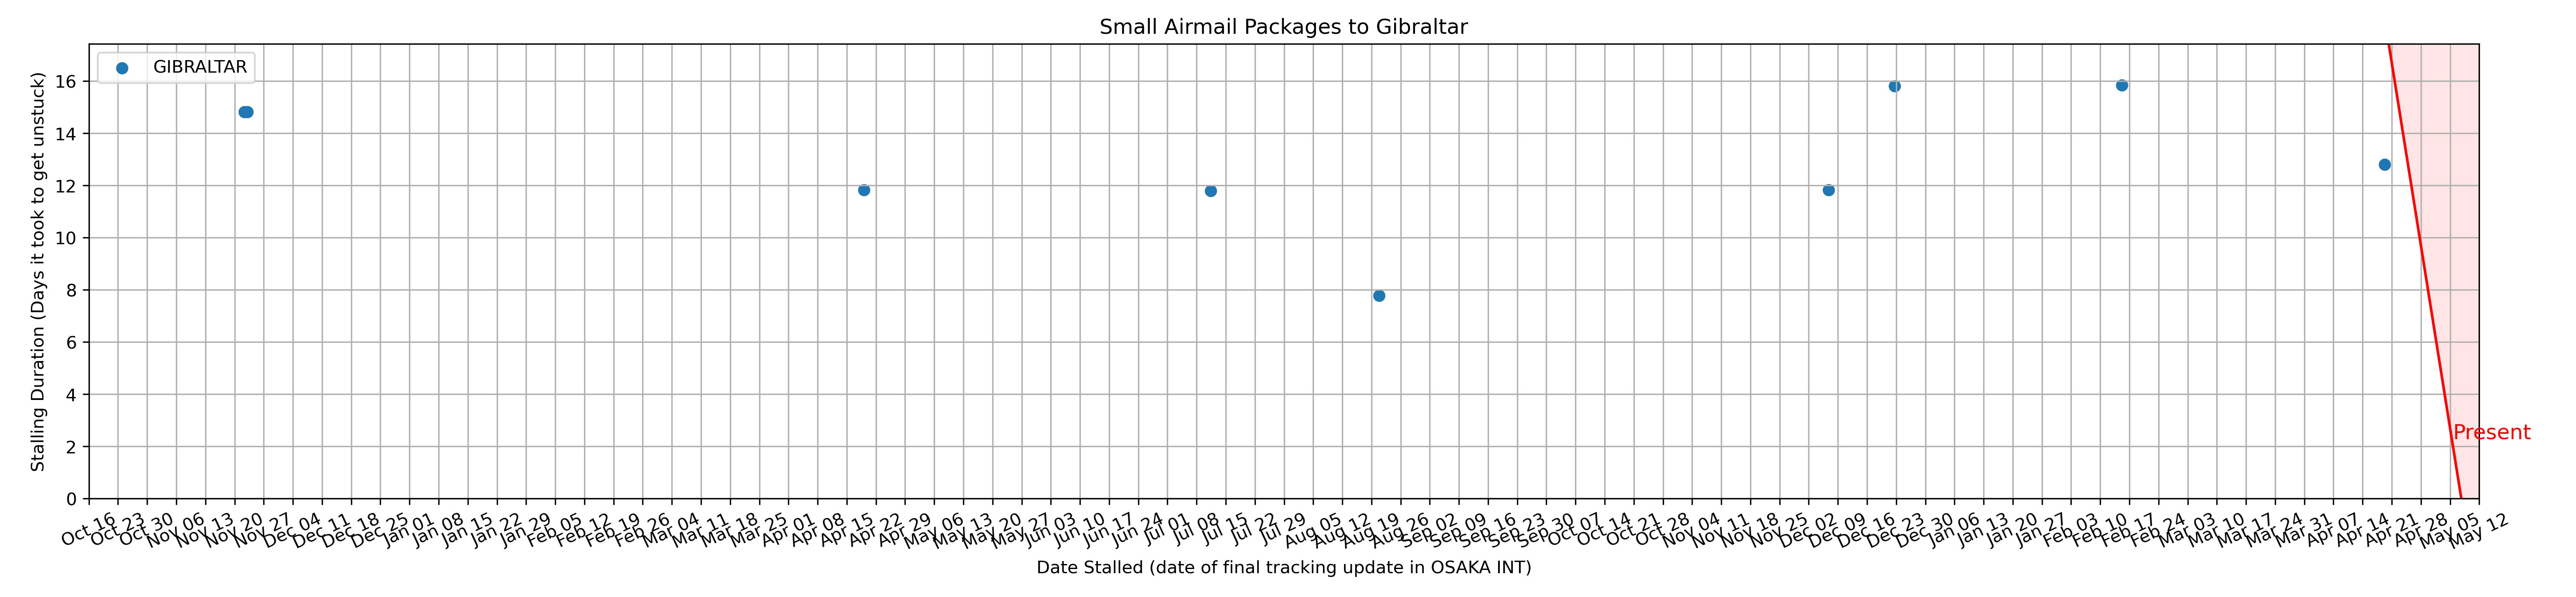 Small Airmail Packages to Gibraltar
GIBRALTAR
Stalling Duration (Days it took to get unstuck)
16
14
12
10
8
6
4
2
0
Present
Oct 16 Oct 23 Oct 30 Nov 06 Nov 13 Nov 20 Nov 27 Dec 04 Dec 11 Dec 18 Dec 25 Jan 01 Jan 08 Jan 15 Jan 22 Jan 29 Feb 05 Feb 12 Feb 19 Feb 26 Mar 04 Mar 11 Mar 18 Mar 25 Apr 01 Apr 08 Apr 15 Apr 22 Apr 29 May 06 May 13 May 20 May 27 Jun 03 Jun 10 Jun 17 Jun 24 Jul 01 Jul 08 Jul 15 Jul 22 Jul 29 Aug 05 Aug 12 Aug 19 Aug 26 Sep 02 Sep 09 Sep 16 Sep 23 Sep 30 Oct 07 Oct 14 Oct 21 Oct 28 Nov 04 Nov 11 Nov 18 Nov 25 Dec 02 Dec 09 Dec 16 Dec 23 Dec 30 Jan 06 Jan 13 Jan 20 Jan 27 Feb 03 Feb 10 Feb 17 Feb 24 Mar 03 Mar 10 Mar 17 Mar 24 Mar 31 Apr 07 Apr 14 Apr 21 Apr 28 May 05 May 12
Date Stalled (date of final tracking update in OSAKA INT)